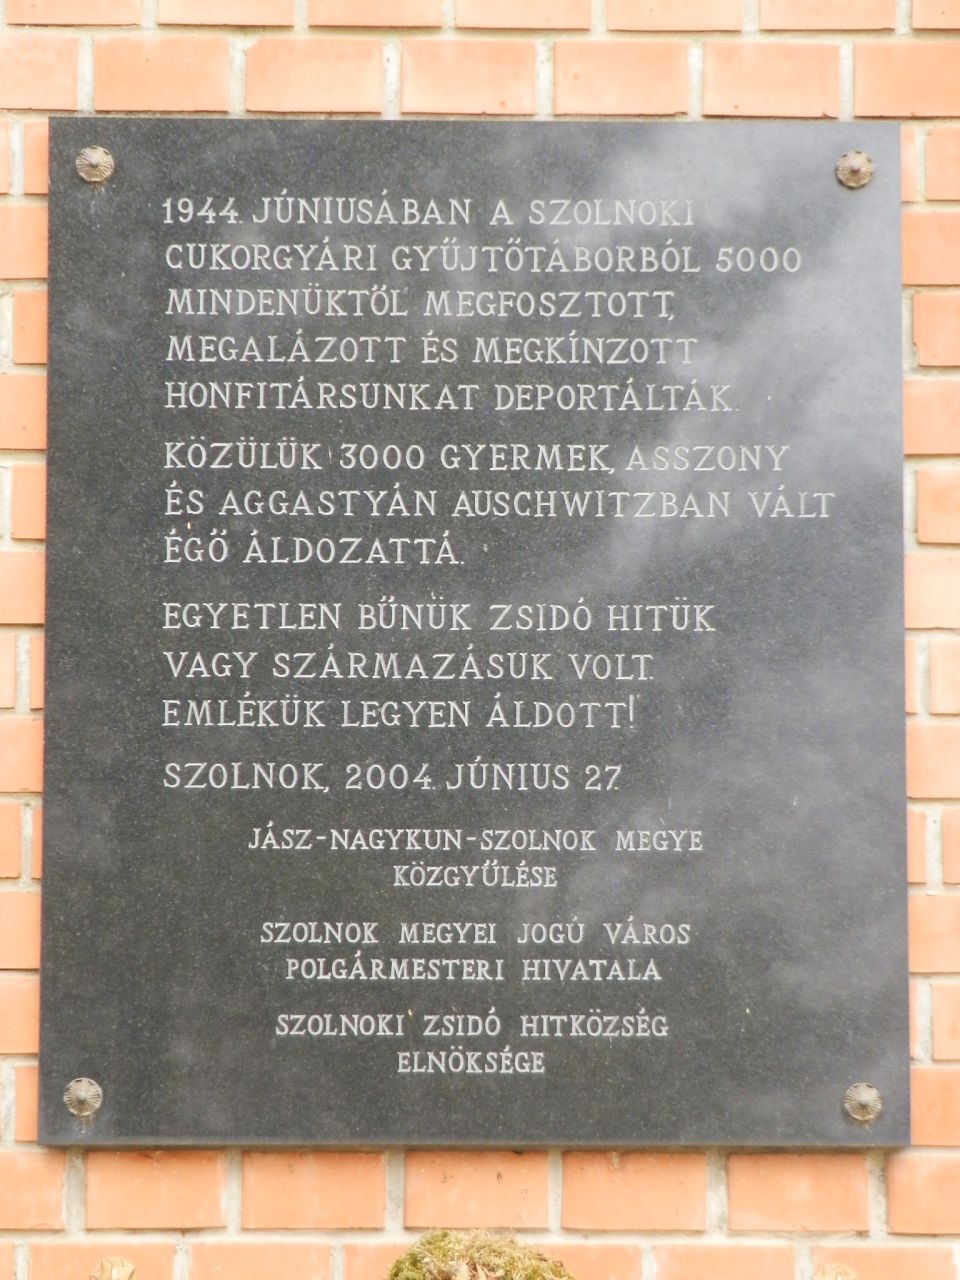 1944. JÚNIUSÁBAN A SZOLNOKI
CUKORGYÁRI GYŰJTŐTÁBORBÓL 5000
MINDENÜKTŐL MEGFOSZTOTT,
MEGALÁZOTT ÉS MEGKÍNZOTT
HONFITÁRSUNKAT DEPORTÁLTÁK.
KÖZÜLÜK 3000 GYERMEK, ASSZONY
ÉS AGGASTYÁN AUSCHWITZBAN VÁLT
ÉGŐ ÁLDOZATTÁ.
EGYETLEN BŰNÜK ZSIDÓ HITÜK
VAGY SZÁRMAZÁSUK VOLT.
EMLÉKÜK LEGYEN ÁLDOTT!
SZOLNOK, 2004. JÚNIUS 27.
JÁSZ-NAGYKUN-SZOLNOK MEGYE
KÖZGYŰLÉSE
SZOLNOK MEGYEI JOGÚ VÁROS
POLGÁRMESTERI HIVATALA
SZOLNOKI ZSIDÓ HITKÖZSÉG
ELNÖKSÉGE